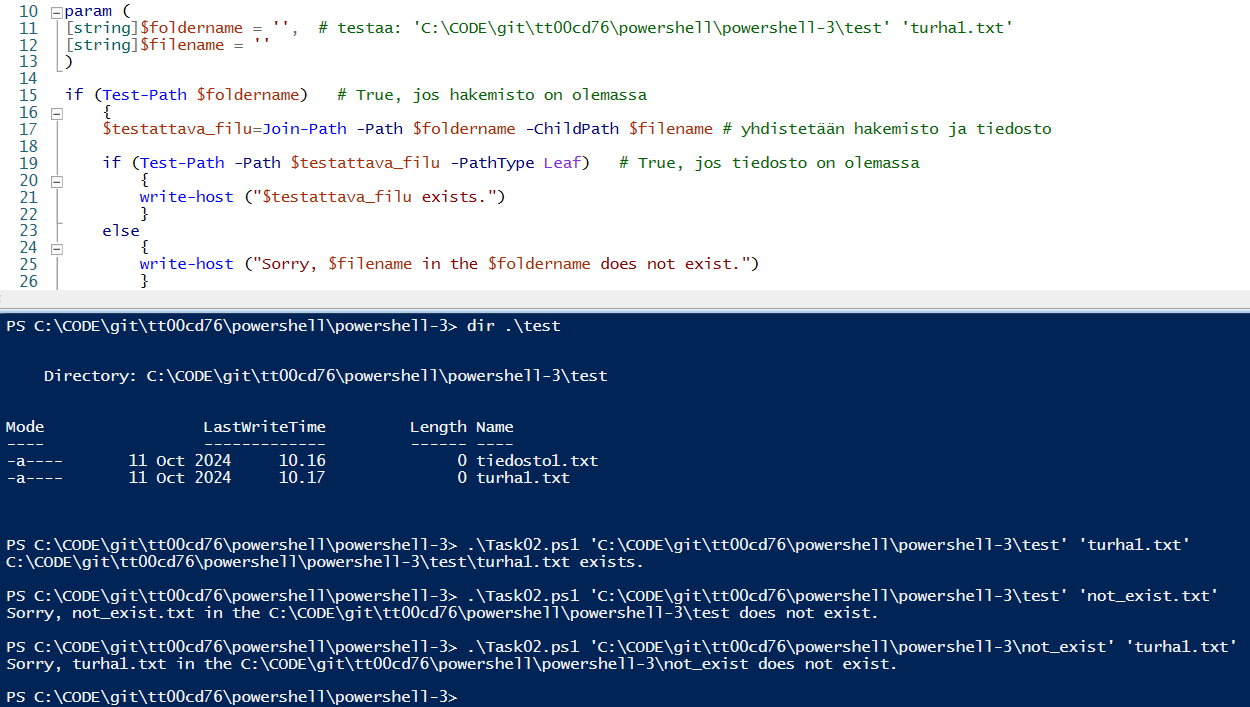 10 param (
11 [string]$foldername = '',  # testaa: 'C:\CODE\git\tt00cd76\powershell\powershell-3\test' 'turha1.txt'
12 [string]$filename = ''
13 )
14
15 if (Test-Path $foldername)   # True, jos hakemisto on olemassa
16     {
17     $testattava_filu=Join-Path -Path $foldername -ChildPath $filename # yhdistetään hakemisto ja tiedosto
18
19     if (Test-Path -Path $testattava_filu -PathType Leaf)   # True, jos tiedosto on olemassa
20         {
21         write-host ("$testattava_filu exists.")
22         }
23     else
24         {
25         write-host ("Sorry, $filename in the $foldername does not exist.")
26         }
PS C:\CODE\git\tt00cd76\powershell\powershell-3> dir .\test
    Directory: C:\CODE\git\tt00cd76\powershell\powershell-3\test
Mode                 LastWriteTime         Length Name
----                 -------------         ------ ----
-a----       11 Oct 2024     10.16              0 tiedosto1.txt
-a----       11 Oct 2024     10.17              0 turha1.txt
PS C:\CODE\git\tt00cd76\powershell\powershell-3> .\Task02.ps1 'C:\CODE\git\tt00cd76\powershell\powershell-3\test' 'turha1.txt'
C:\CODE\git\tt00cd76\powershell\powershell-3\test\turha1.txt exists.
PS C:\CODE\git\tt00cd76\powershell\powershell-3> .\Task02.ps1 'C:\CODE\git\tt00cd76\powershell\powershell-3\test' 'not_exist.txt'
Sorry, not_exist.txt in the C:\CODE\git\tt00cd76\powershell\powershell-3\test does not exist.
PS C:\CODE\git\tt00cd76\powershell\powershell-3> .\Task02.ps1 'C:\CODE\git\tt00cd76\powershell\powershell-3\not_exist' 'turha1.txt'
Sorry, turha1.txt in the C:\CODE\git\tt00cd76\powershell\powershell-3\not_exist does not exist.
PS C:\CODE\git\tt00cd76\powershell\powershell-3>